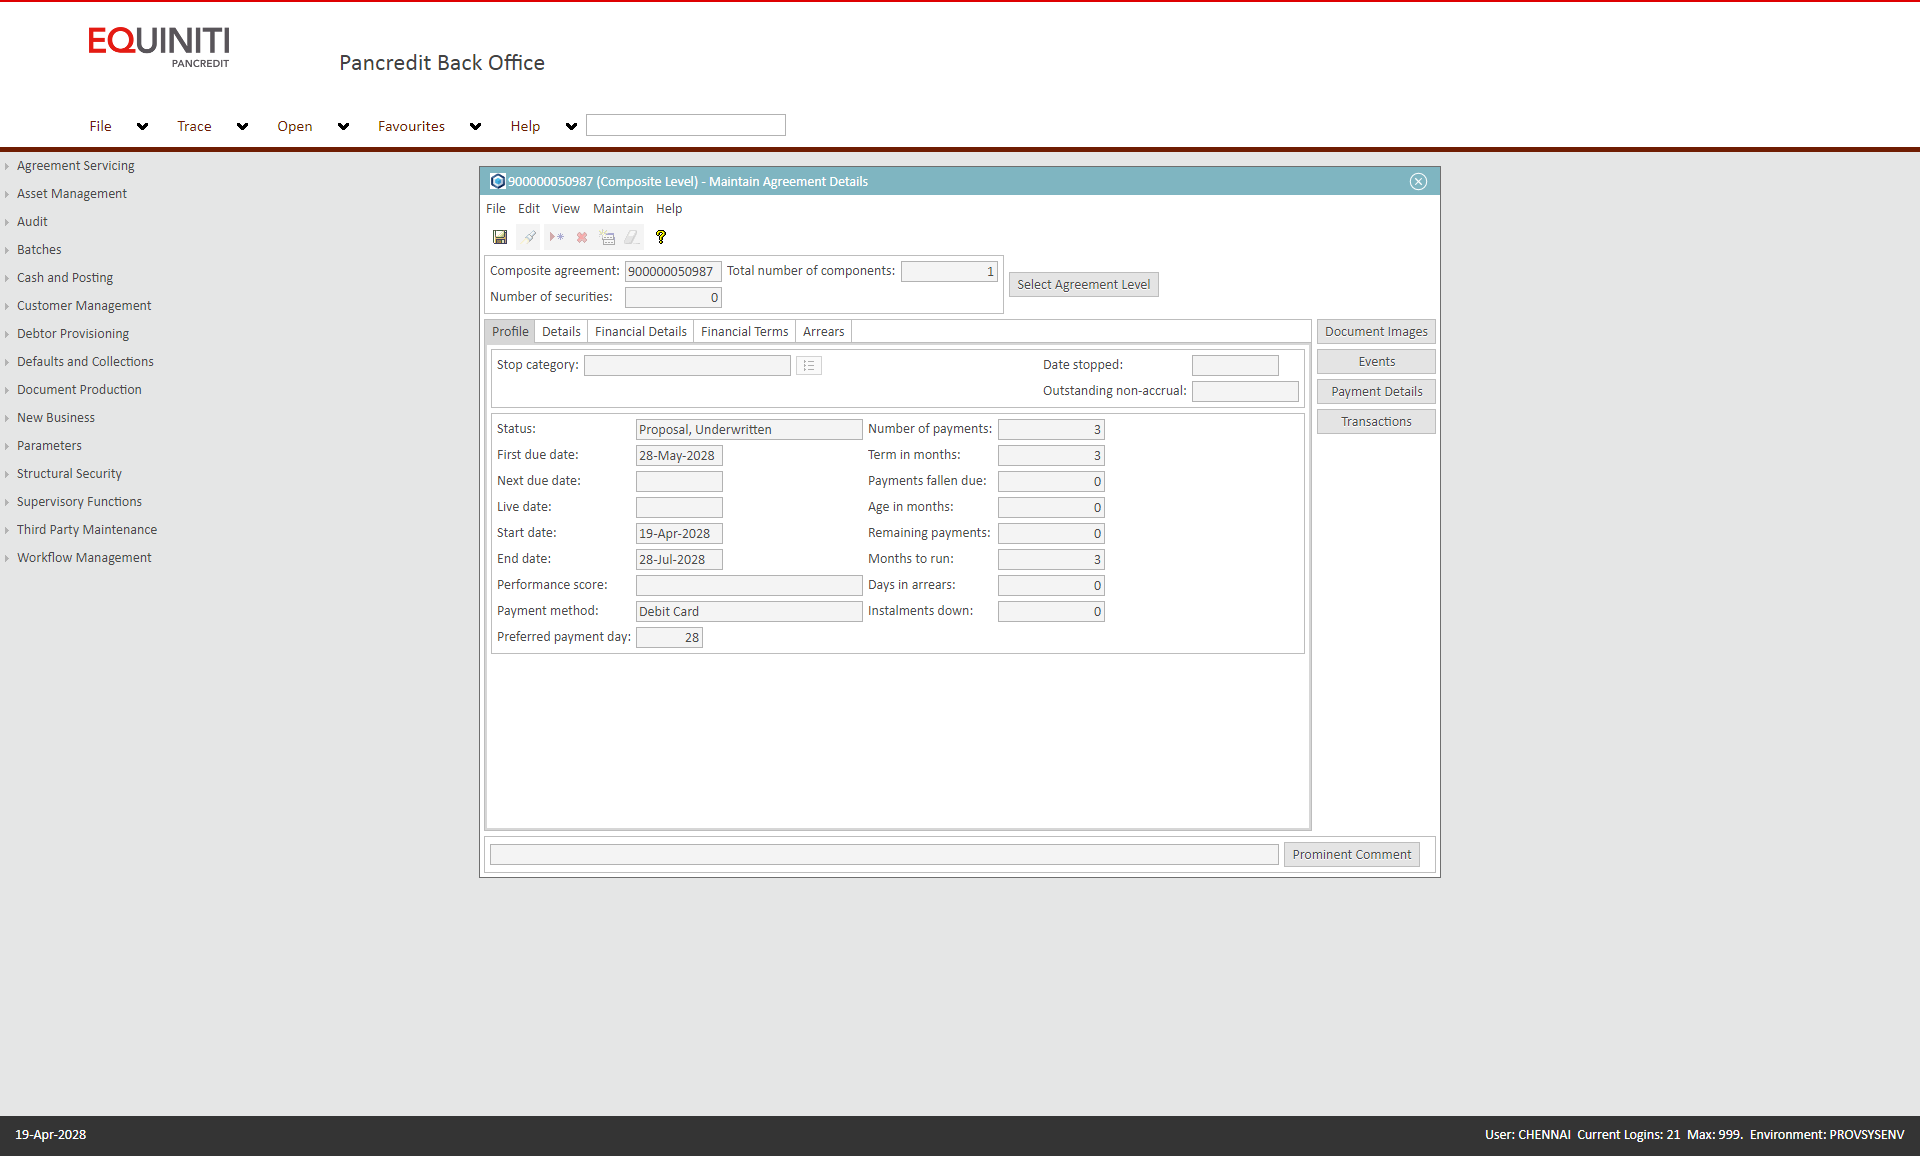 EQUINITI
PANCREDIT
Pancredit Back Office
File Trace Open Favourites Help
Agreement Servicing
Asset Management
Audit
Batches
Cash and Posting
Customer Management
Debtor Provisioning
Defaults and Collections
Document Production
New Business
Parameters
Structural Security
Supervisory Functions
Third Party Maintenance
Workflow Management
900000050987 (Composite Level) - Maintain Agreement Details
File Edit View Maintain Help
Composite agreement: 900000050987 Total number of components: 1
Number of securities: 0
Select Agreement Level
Profile Details Financial Details Financial Terms Arrears
Stop category: Date stopped:
Outstanding non-accrual:
Status: Proposal, Underwritten Number of payments: 3
First due date: 28-May-2028 Term in months: 3
Next due date: Payments fallen due: 0
Live date: Age in months: 0
Start date: 19-Apr-2028 Remaining payments: 0
End date: 28-Jul-2028 Months to run: 3
Performance score: Days in arrears: 0
Payment method: Debit Card Instalments down: 0
Preferred payment day: 28
Document Images
Events
Payment Details
Transactions
Prominent Comment
19-Apr-2028
User: CHENNAI Current Logins: 21 Max: 999. Environment: PROVSYSENV